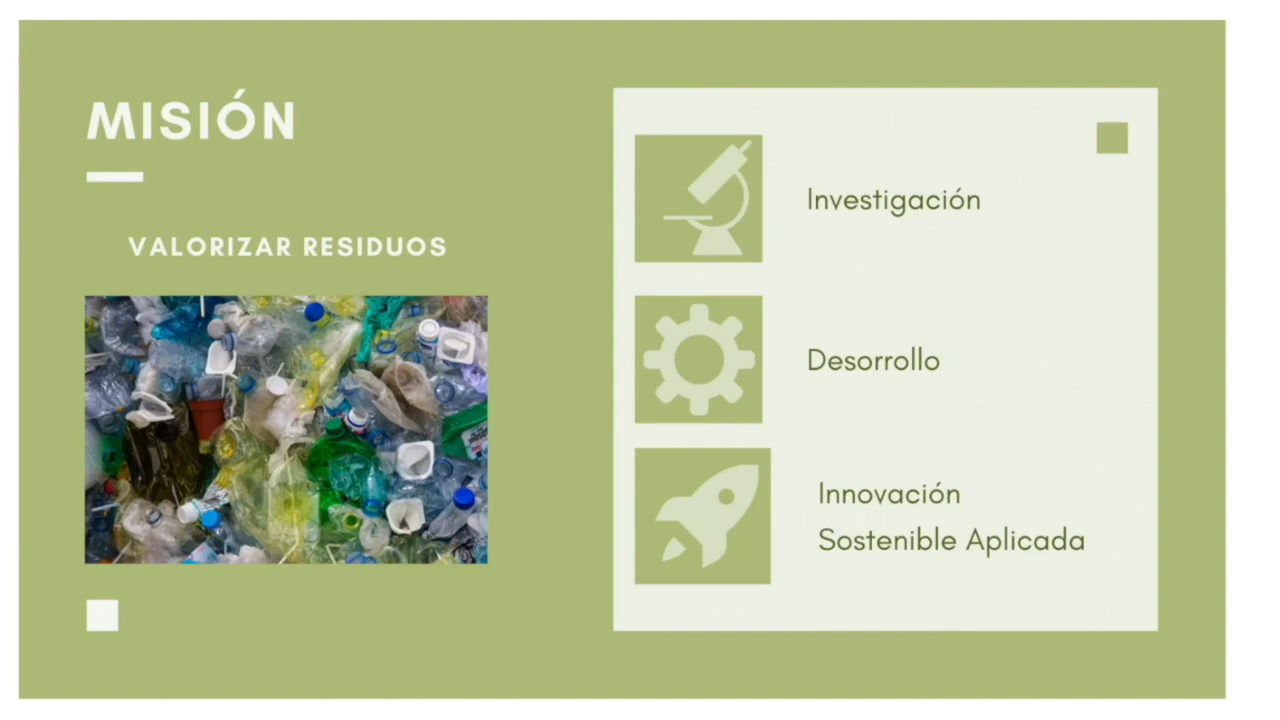 MISIÓN
VALORIZAR RESIDUOS
Investigación
Desorrollo
Innovación
Sostenible Aplicada